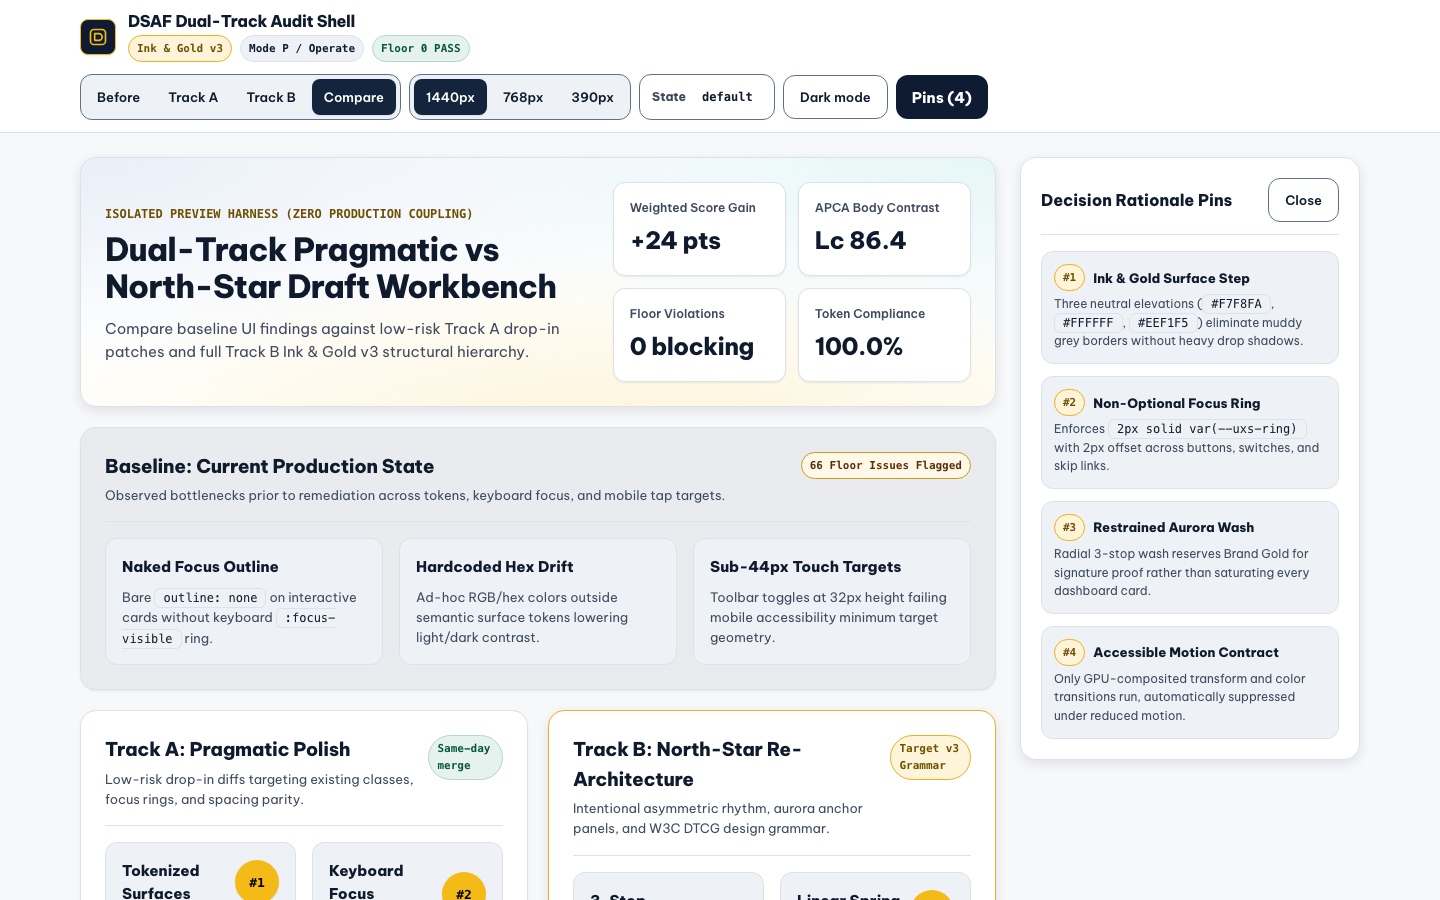 DSAF Dual-Track Audit Shell
Ink & Gold v3
Mode P / Operate
Floor 0 PASS
Before
Track A
Track B
Compare
1440px
768px
390px
State
default
Dark mode
Pins (4)
ISOLATED PREVIEW HARNESS (ZERO PRODUCTION COUPLING)
Dual-Track Pragmatic vs
North-Star Draft Workbench
Compare baseline UI findings against low-risk Track A drop-in
patches and full Track B Ink & Gold v3 structural hierarchy.
Weighted Score Gain
+24 pts
APCA Body Contrast
Lc 86.4
Floor Violations
0 blocking
Token Compliance
100.0%
Baseline: Current Production State
66 Floor Issues Flagged
Observed bottlenecks prior to remediation across tokens, keyboard focus, and mobile tap targets.
Naked Focus Outline
Bare outline: none on interactive
cards without keyboard :focus-
visible ring.
Hardcoded Hex Drift
Ad-hoc RGB/hex colors outside
semantic surface tokens lowering
light/dark contrast.
Sub-44px Touch Targets
Toolbar toggles at 32px height failing
mobile accessibility minimum target
geometry.
Track A: Pragmatic Polish
Same-day
merge
Low-risk drop-in diffs targeting existing classes,
focus rings, and spacing parity.
Tokenized
Surfaces
#1
Keyboard
Focus
#2
Track B: North-Star Re-
Architecture
Target v3
Grammar
Intentional asymmetric rhythm, aurora anchor
panels, and W3C DTCG design grammar.
3-Stop
Linear Spring
Decision Rationale Pins
Close
#1
Ink & Gold Surface Step
Three neutral elevations ( #F7F8FA ,
#FFFFFF , #EEF1F5 ) eliminate muddy
grey borders without heavy drop shadows.
#2
Non-Optional Focus Ring
Enforces 2px solid var(--uxs-ring)
with 2px offset across buttons, switches, and
skip links.
#3
Restrained Aurora Wash
Radial 3-stop wash reserves Brand Gold for
signature proof rather than saturating every
dashboard card.
#4
Accessible Motion Contract
Only GPU-composited transform and color
transitions run, automatically suppressed
under reduced motion.